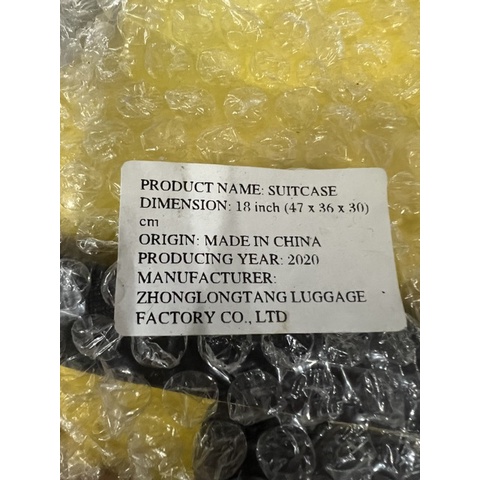 PRODUCT NAME: SUITCASE
DIMENSION: 18 inch (47 x 36 x 30)
cm
ORIGIN: MADE IN CHINA
PRODUCING YEAR: 2020
MANUFACTURER:
ZHONGLONGTANG LUGGAGE
FACTORY CO., LTD